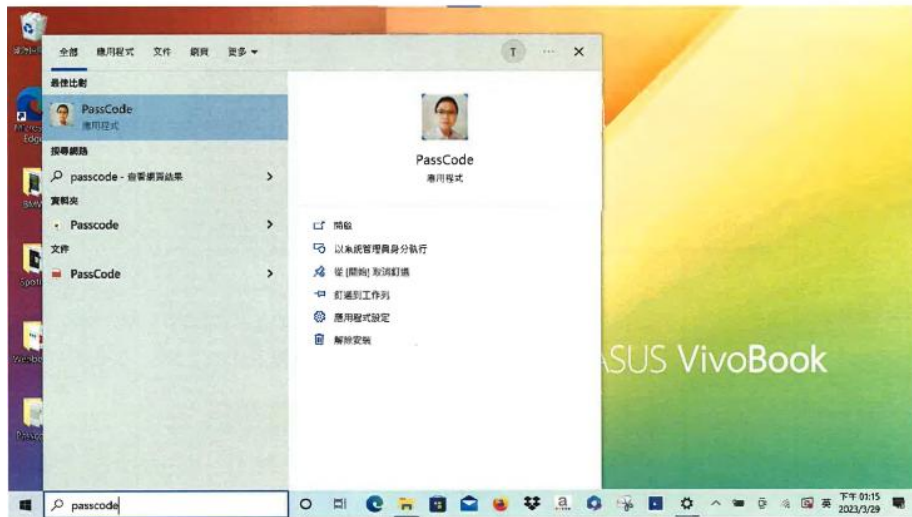 全部 應用程式 文件 網頁 更多
T ... ×
最佳比對
PassCode
應用程式
搜尋網路
passcode - 查看網頁結果
資料夾
Passcode
文件
PassCode
PassCode
應用程式
開啟
以系統管理員身分執行
從 [開始] 取消釘選
釘選到工作列
應用程式設定
解除安裝
Edge
BMW
ASUS VivoBook
passcode
英
下午 01:15
2023/3/29